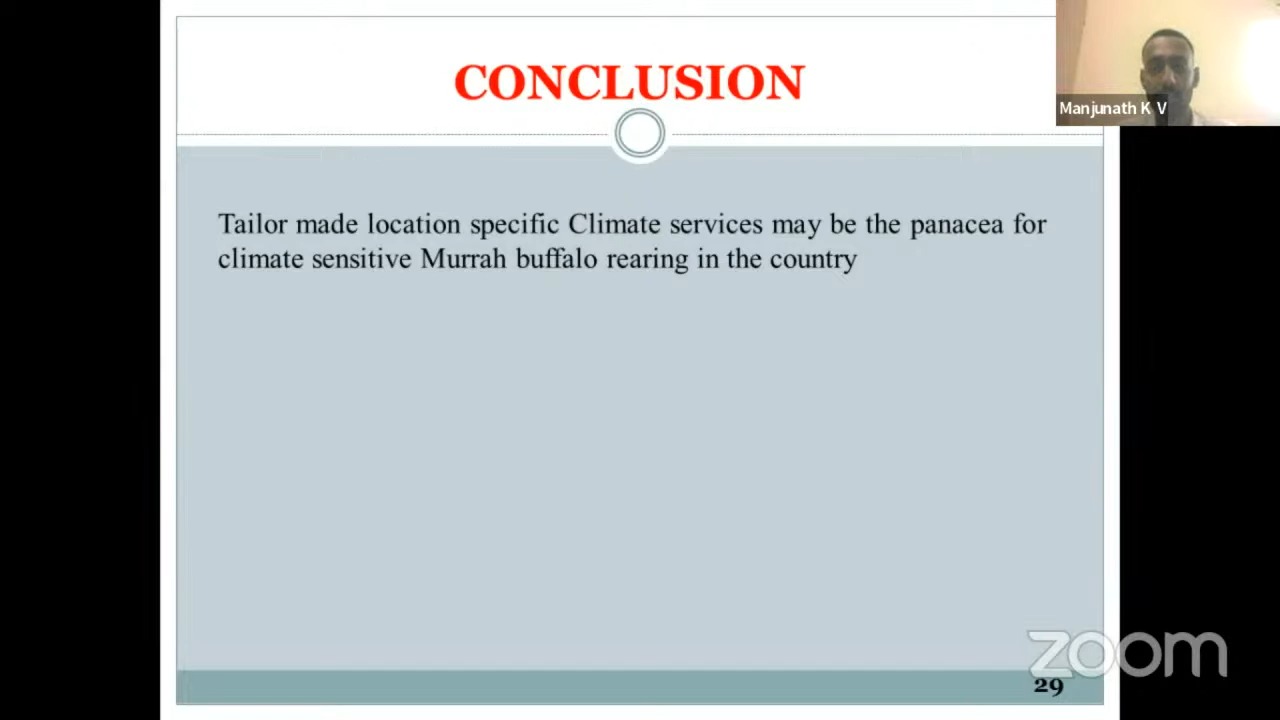 CONCLUSION
Manjunath K V
Tailor made location specific Climate services may be the panacea for
climate sensitive Murrah buffalo rearing in the country
zoom
29